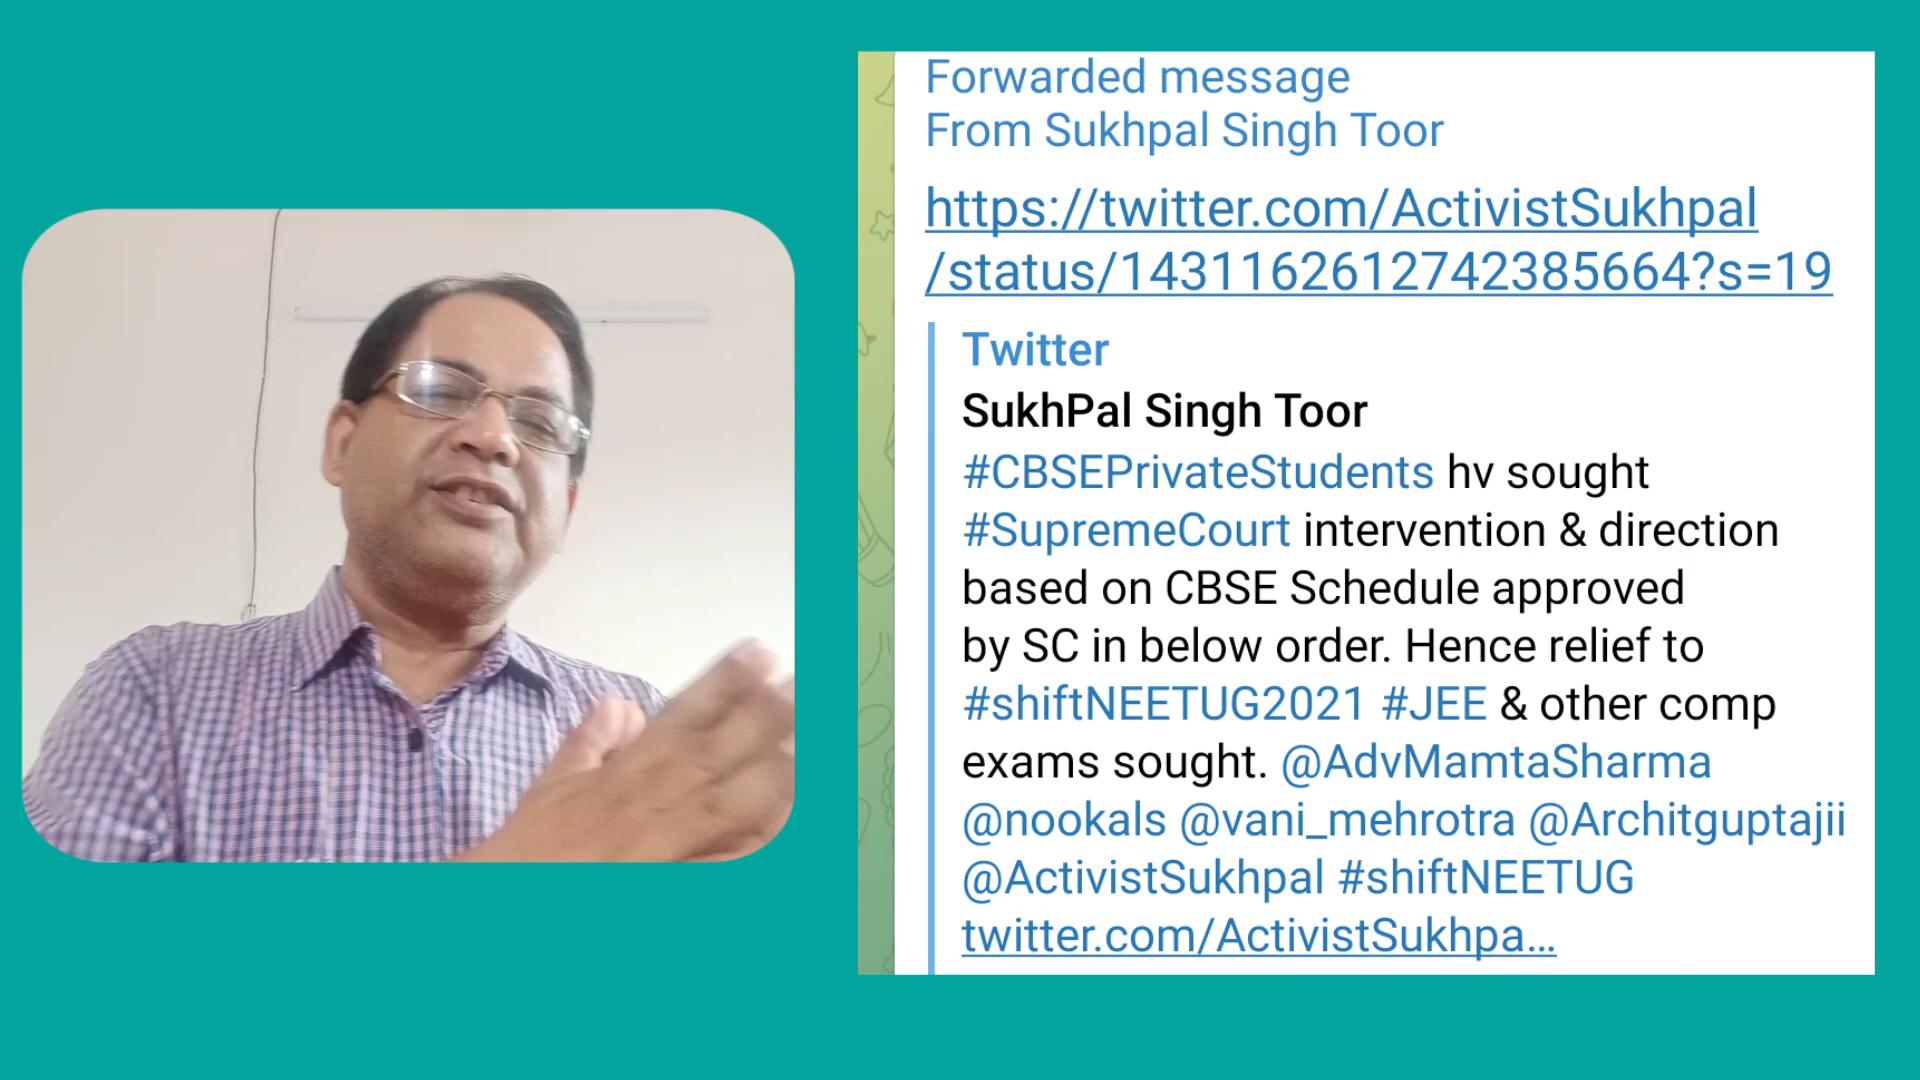 Forwarded message
From Sukhpal Singh Toor
https://twitter.com/ActivistSukhpal
/status/1431162612742385664?s=19
Twitter
SukhPal Singh Toor
#CBSEPrivateStudents hv sought
#SupremeCourt intervention & direction
based on CBSE Schedule approved
by SC in below order. Hence relief to
#shiftNEETUG2021 #JEE & other comp
exams sought. @AdvMamtaSharma
@nookals @vani_mehrotra @Architguptajii
@ActivistSukhpal #shiftNEETUG
twitter.com/ActivistSukhpa…